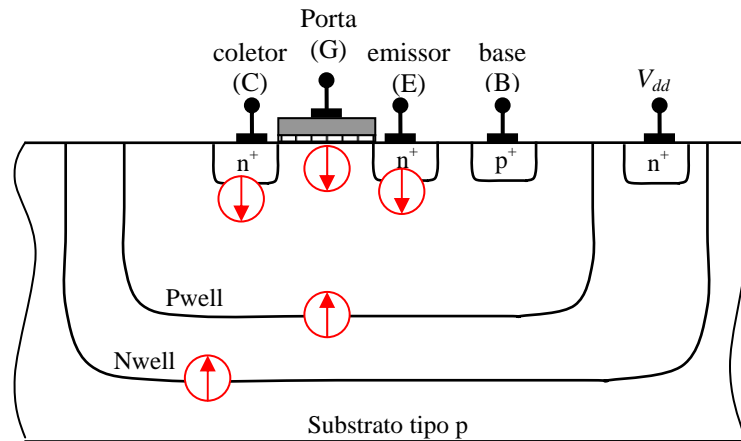 Porta
(G)
coletor
(C)
emissor
(E)
base
(B)
V_dd
n+
n+
p+
n+
Pwell
Nwell
Substrato tipo p